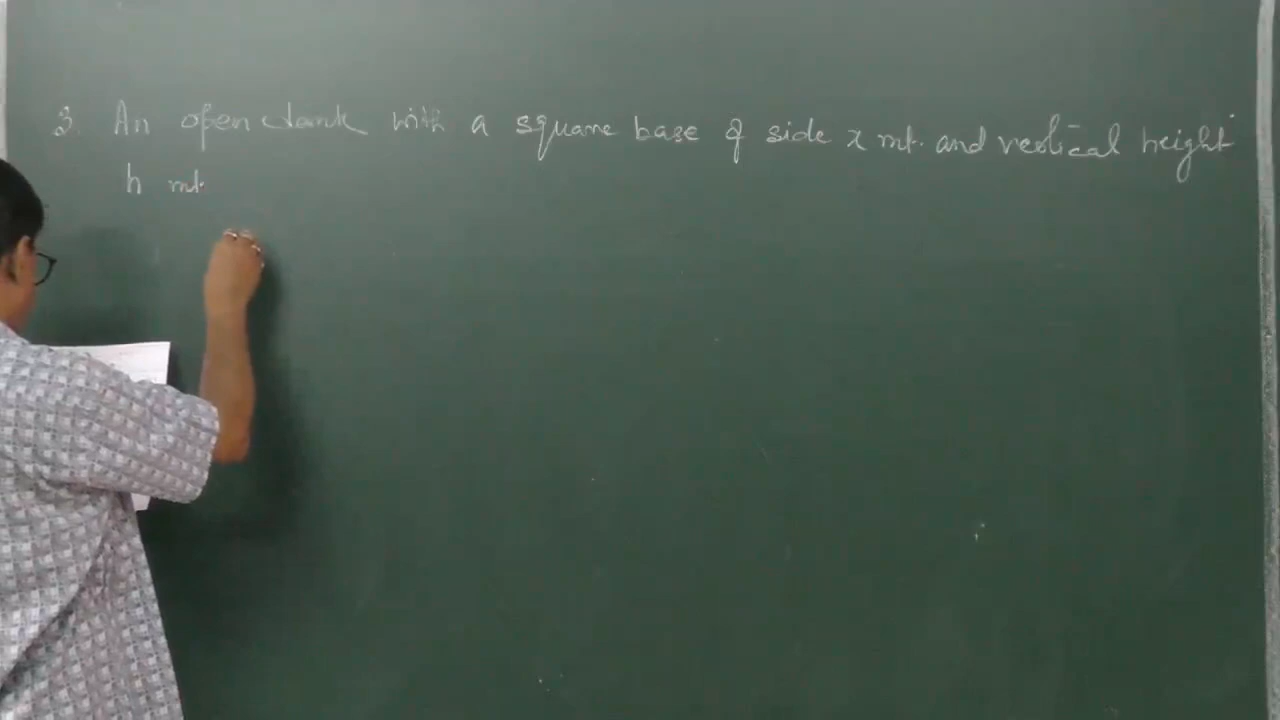 3. An open tank with a square base of side x mt. and vertical height
h mt.